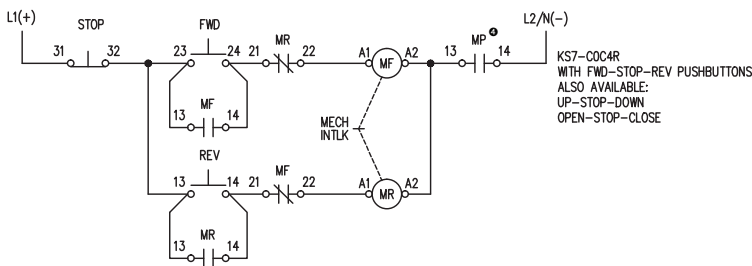 L1(+)
L2/N(-)
STOP
FWD
MP ④
31 32
23 24
21 MR 22
A1 MF A2
13 14
KS7-C0C4R
WITH FWD-STOP-REV PUSHBUTTONS
ALSO AVAILABLE:
UP-STOP-DOWN
OPEN-STOP-CLOSE
13 MF 14
MECH
INTLK
REV
13 14
21 MF 22
A1 MR A2
13 MR 14